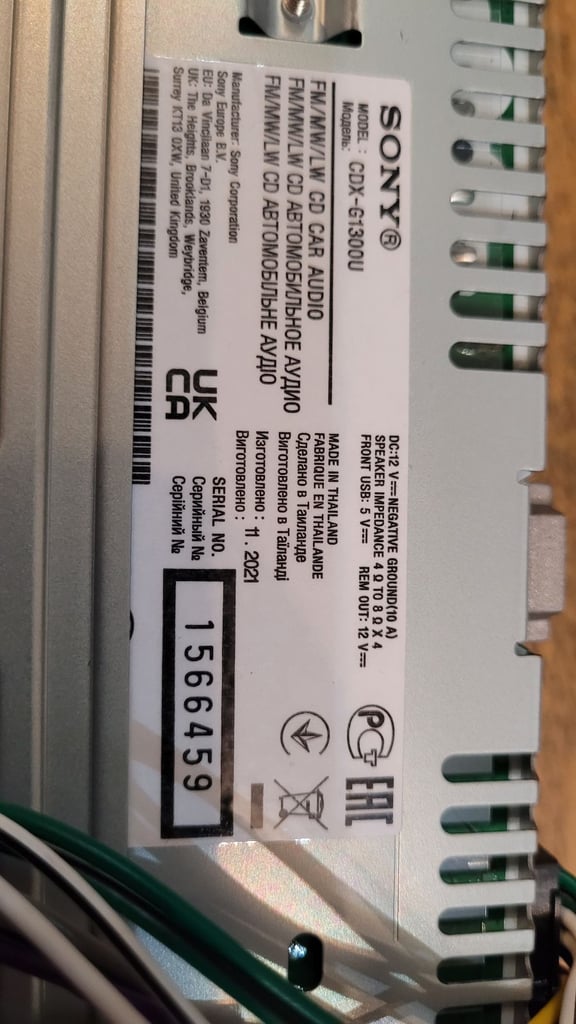 SONY®
MODEL : CDX-G1300U
Модель:
FM/MW/LW CD CAR AUDIO
FM/MW/LW CD АВТОМОБИЛЬНОЕ АУДИО
FM/MW/LW CD АВТОМОБІЛЬНЕ АУДІО
Manufacturer: Sony Corporation
Sony Europe B.V.
EU: Da Vincilaan 7-D1, 1930 Zaventem, Belgium
UK: The Heights, Brooklands, Weybridge,
Surrey KT13 0XW, United Kingdom
UK
CA
DC:12 V⎓ NEGATIVE GROUND(10 A)
SPEAKER IMPEDANCE 4 Ω TO 8 Ω X 4
FRONT USB: 5 V⎓ REM OUT: 12 V⎓
MADE IN THAILAND
FABRIQUE EN THAILANDE
Сделано в Таиланде
Виготовлено в Таїланді
Изготовлено : 11 . 2021
Виготовлено :
SERIAL NO.
Серийный №
Серійний №
1566459
РСт
EAC